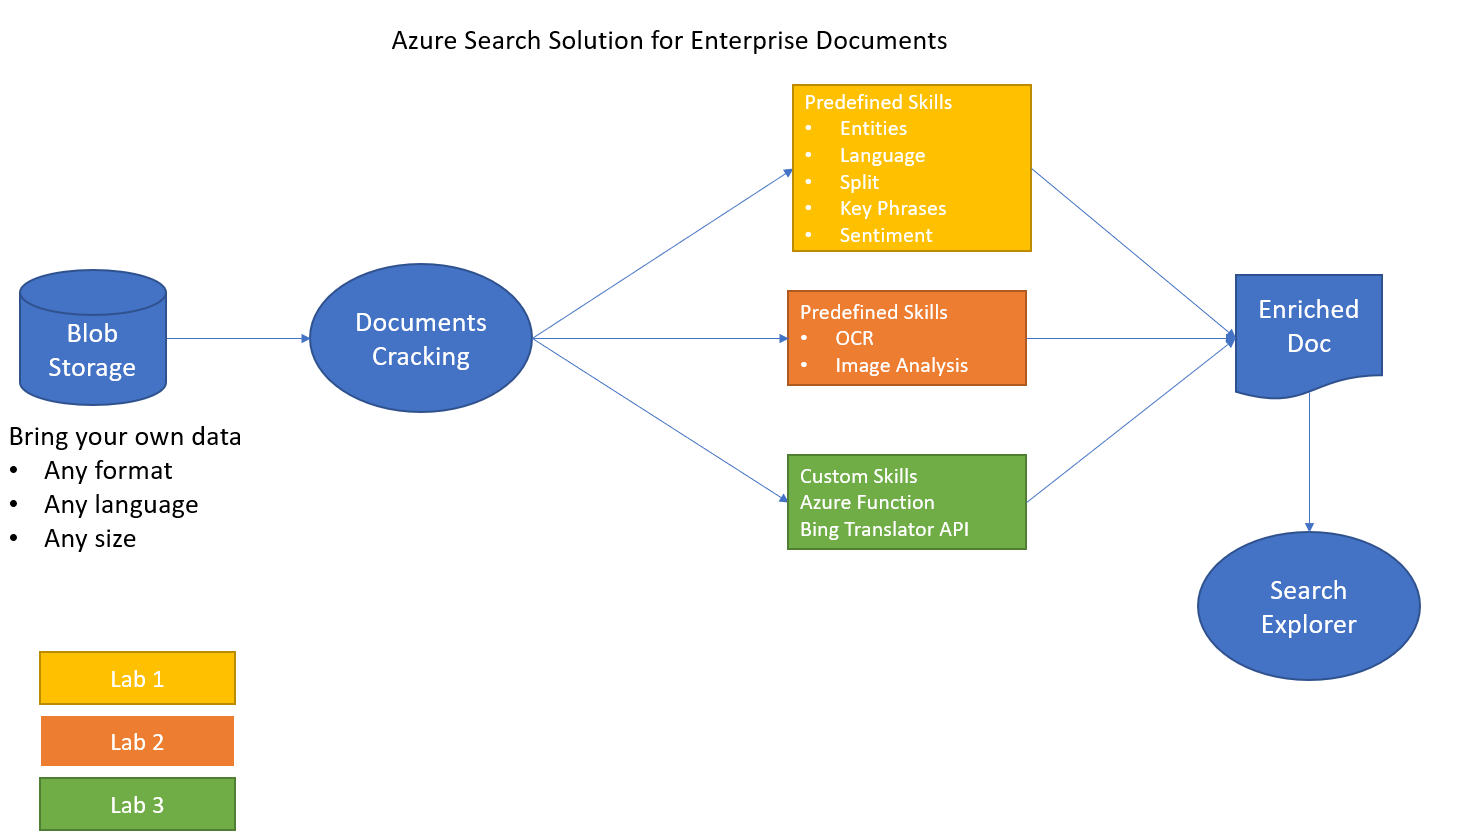 Azure Search Solution for Enterprise Documents
Predefined Skills
• Entities
• Language
• Split
• Key Phrases
• Sentiment
Blob
Storage
Documents
Cracking
Predefined Skills
• OCR
• Image Analysis
Enriched
Doc
Bring your own data
• Any format
• Any language
• Any size
Custom Skills
Azure Function
Bing Translator API
Search
Explorer
Lab 1
Lab 2
Lab 3